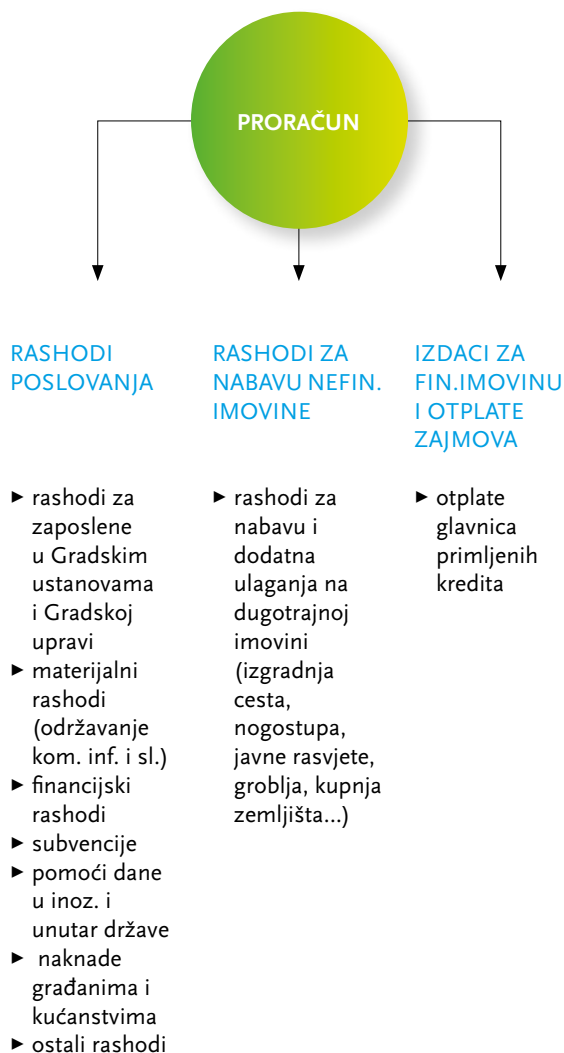 PRORAČUN
RASHODI
POSLOVANJA
► rashodi za
zaposlene
u Gradskim
ustanovama
i Gradskoj
upravi
► materijalni
rashodi
(održavanje
kom. inf. i sl.)
► financijski
rashodi
► subvencije
► pomoći dane
u inoz. i
unutar države
► naknade
građanima i
kućanstvima
► ostali rashodi
RASHODI ZA
NABAVU NEFIN.
IMOVINE
► rashodi za
nabavu i
dodatna
ulaganja na
dugotrajnoj
imovini
(izgradnja
cesta,
nogostupa,
javne rasvjete,
groblja, kupnja
zemljišta...)
IZDACI ZA
FIN.IMOVINU
I OTPLATE
ZAJMOVA
► otplate
glavnica
primljenih
kredita